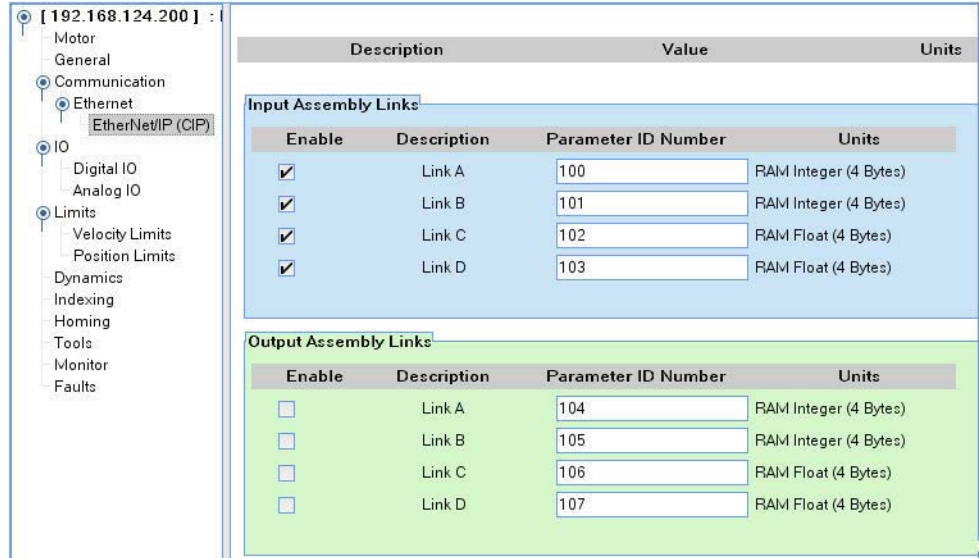 [ 192.168.124.200 ] :
Motor
General
Communication
Ethernet
EtherNet/IP (CIP)
IO
Digital IO
Analog IO
Limits
Velocity Limits
Position Limits
Dynamics
Indexing
Homing
Tools
Monitor
Faults
Description Value Units
Input Assembly Links
Enable Description Parameter ID Number Units
Link A 100 RAM Integer (4 Bytes)
Link B 101 RAM Integer (4 Bytes)
Link C 102 RAM Float (4 Bytes)
Link D 103 RAM Float (4 Bytes)
Output Assembly Links
Enable Description Parameter ID Number Units
Link A 104 RAM Integer (4 Bytes)
Link B 105 RAM Integer (4 Bytes)
Link C 106 RAM Float (4 Bytes)
Link D 107 RAM Float (4 Bytes)